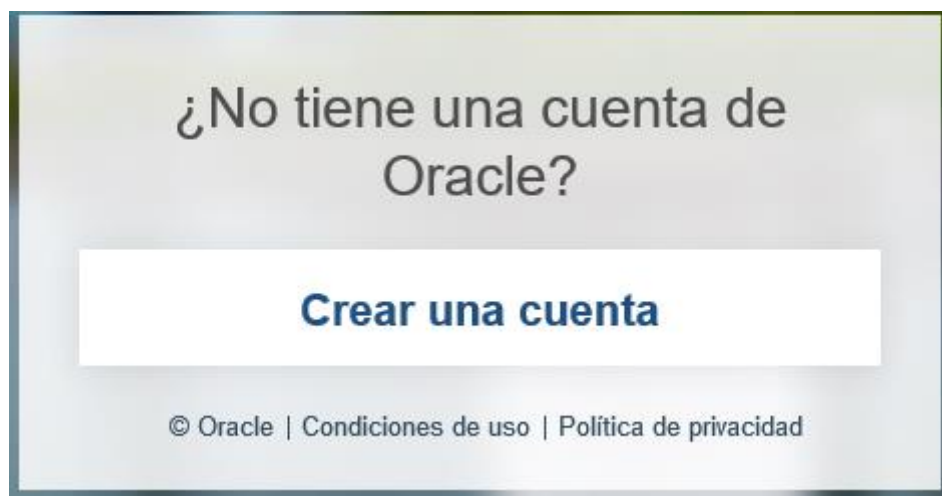 ¿No tiene una cuenta de
Oracle?
Crear una cuenta
© Oracle | Condiciones de uso | Política de privacidad